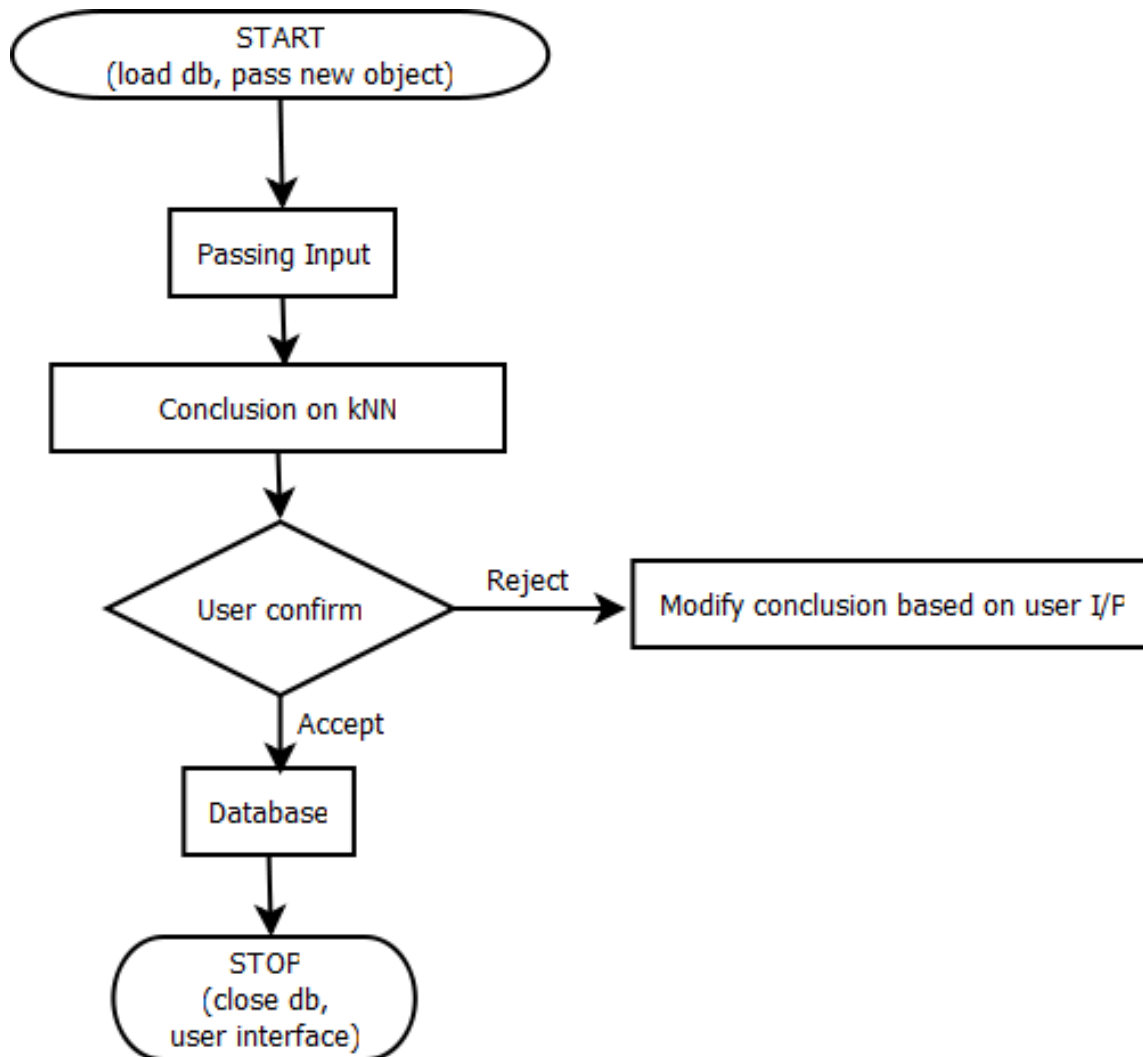 START
(load db, pass new object)
Passing Input
Conclusion on kNN
User confirm
Reject
Modify conclusion based on user I/P
Accept
Database
STOP
(close db,
user interface)